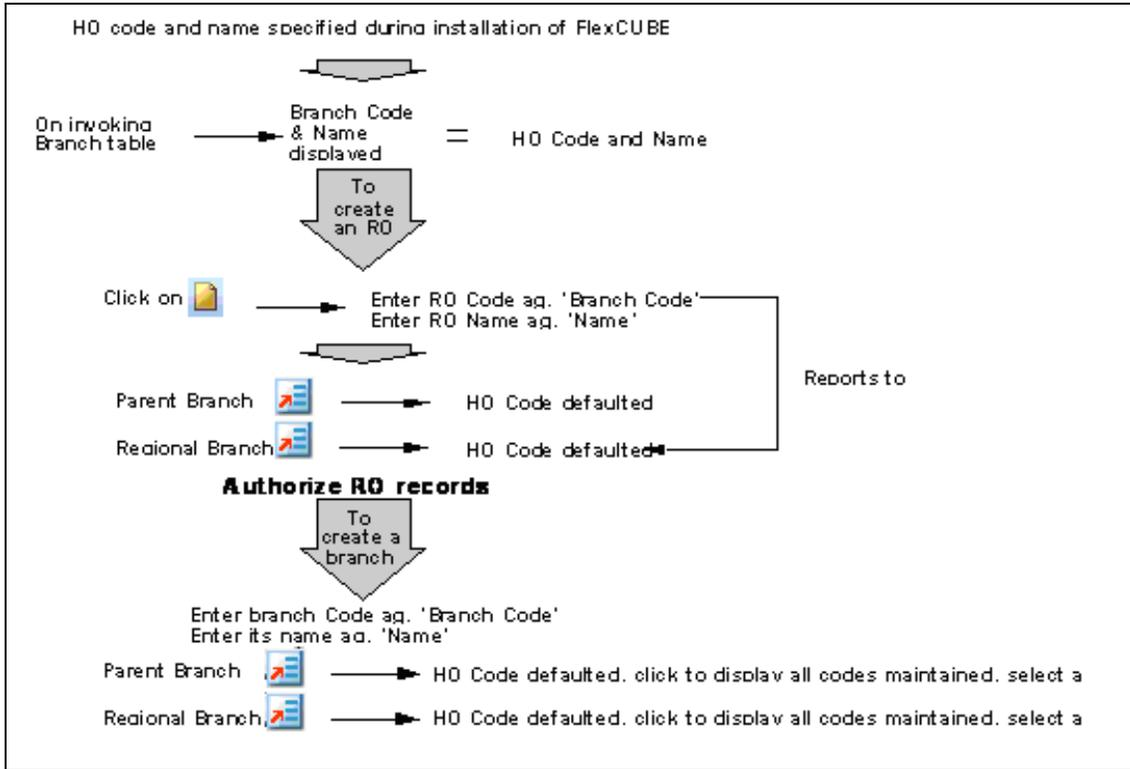 HO code and name specified during installation of FlexCUBE
On invoking
Branch table
Branch Code
& Name
displayed
=
HO Code and Name
To
create
an RO
Click on
Enter RO Code ag. 'Branch Code'
Enter RO Name ag. 'Name'
Reports to
Parent Branch
HO Code defaulted
Regional Branch
HO Code defaulted
Authorize RO records
To
create a
branch
Enter branch Code ag. 'Branch Code'
Enter its name ag. 'Name'
Parent Branch
HO Code defaulted, click to display all codes maintained, select a
Regional Branch
HO Code defaulted, click to display all codes maintained, select a